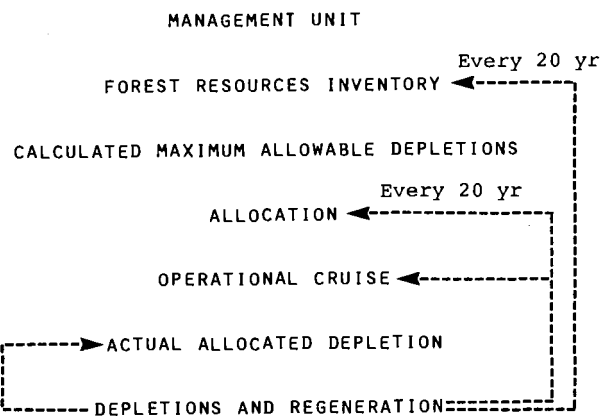 MANAGEMENT UNIT
Every 20 yr
FOREST RESOURCES INVENTORY
CALCULATED MAXIMUM ALLOWABLE DEPLETIONS
Every 20 yr
ALLOCATION
OPERATIONAL CRUISE
ACTUAL ALLOCATED DEPLETION
DEPLETIONS AND REGENERATION